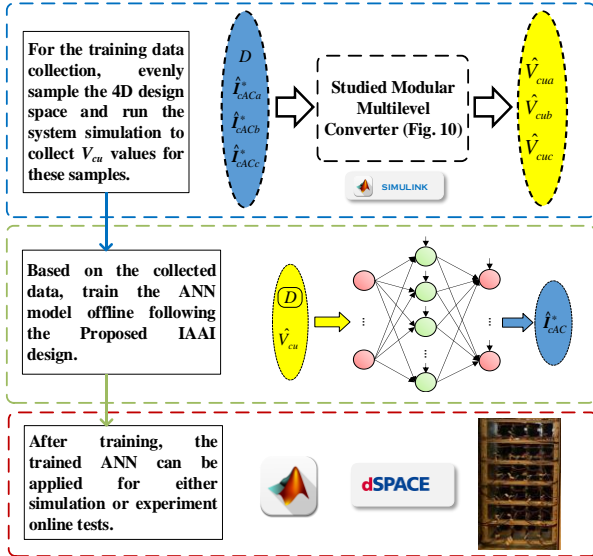 For the training data
collection, evenly
sample the 4D design
space and run the
system simulation to
collect V_cu values for
these samples.
D
Î*_cACa
Î*_cACb
Î*_cACc
Studied Modular
Multilevel
Converter (Fig. 10)
SIMULINK
V̂_cua
V̂_cub
V̂_cuc
Based on the collected
data, train the ANN
model offline following
the Proposed IAAI
design.
D
V̂_cu
...
...
...
Î*_cAC
After training, the
trained ANN can be
applied for either
simulation or experiment
online tests.
dSPACE